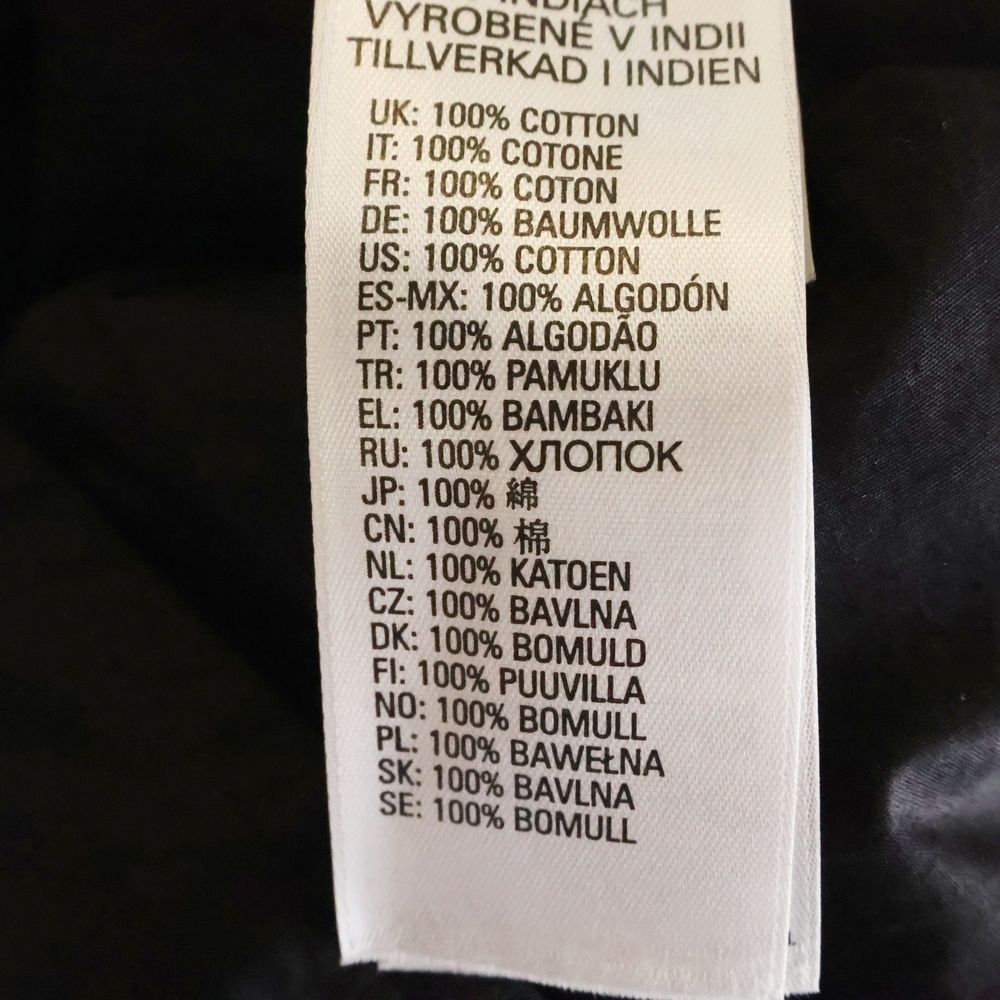 INDIACH
VYROBENÉ V INDII
TILLVERKAD I INDIEN
UK: 100% COTTON
IT: 100% COTONE
FR: 100% COTON
DE: 100% BAUMWOLLE
US: 100% COTTON
ES-MX: 100% ALGODÓN
PT: 100% ALGODÃO
TR: 100% PAMUKLU
EL: 100% BAMBAKI
RU: 100% ХЛОПОК
JP: 100% 綿
CN: 100% 棉
NL: 100% KATOEN
CZ: 100% BAVLNA
DK: 100% BOMULD
FI: 100% PUUVILLA
NO: 100% BOMULL
PL: 100% BAWEŁNA
SK: 100% BAVLNA
SE: 100% BOMULL